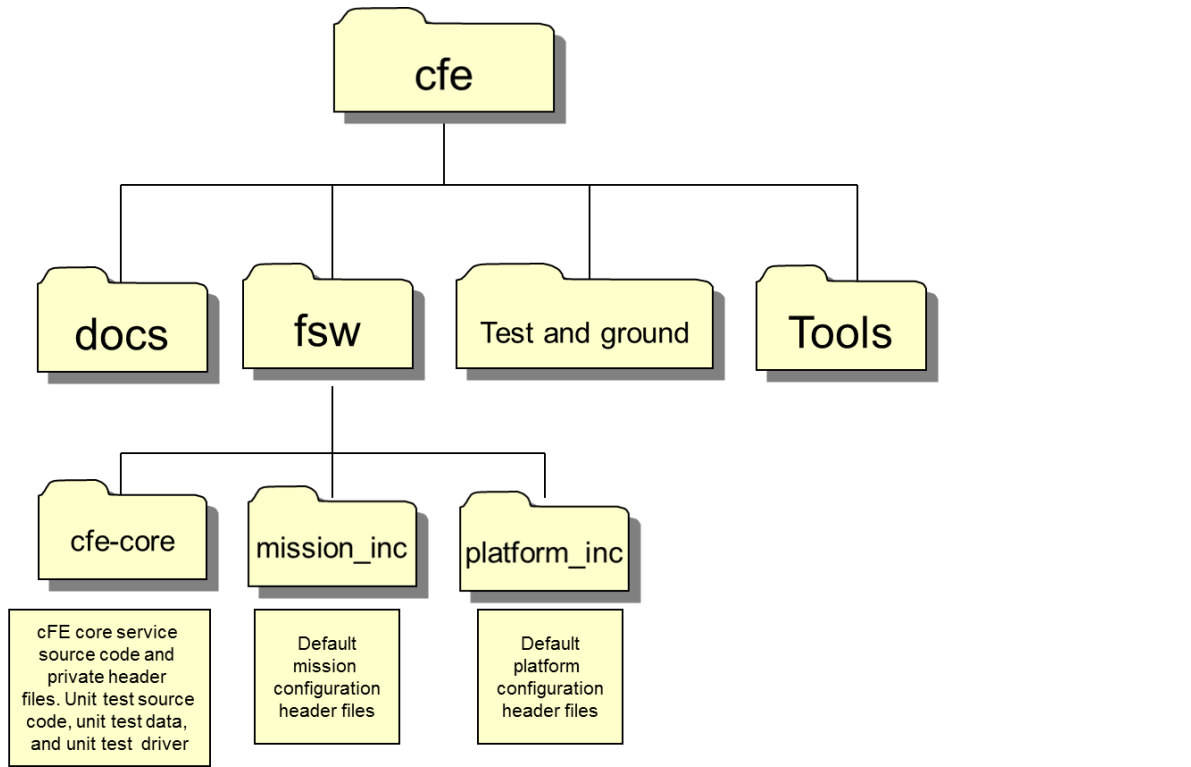 cfe
docs
fsw
Test and ground
Tools
cfe-core
mission_inc
platform_inc
cFE core service
source code and
private header
files. Unit test source
code, unit test data,
and unit test driver
Default
mission
configuration
header files
Default
platform
configuration
header files